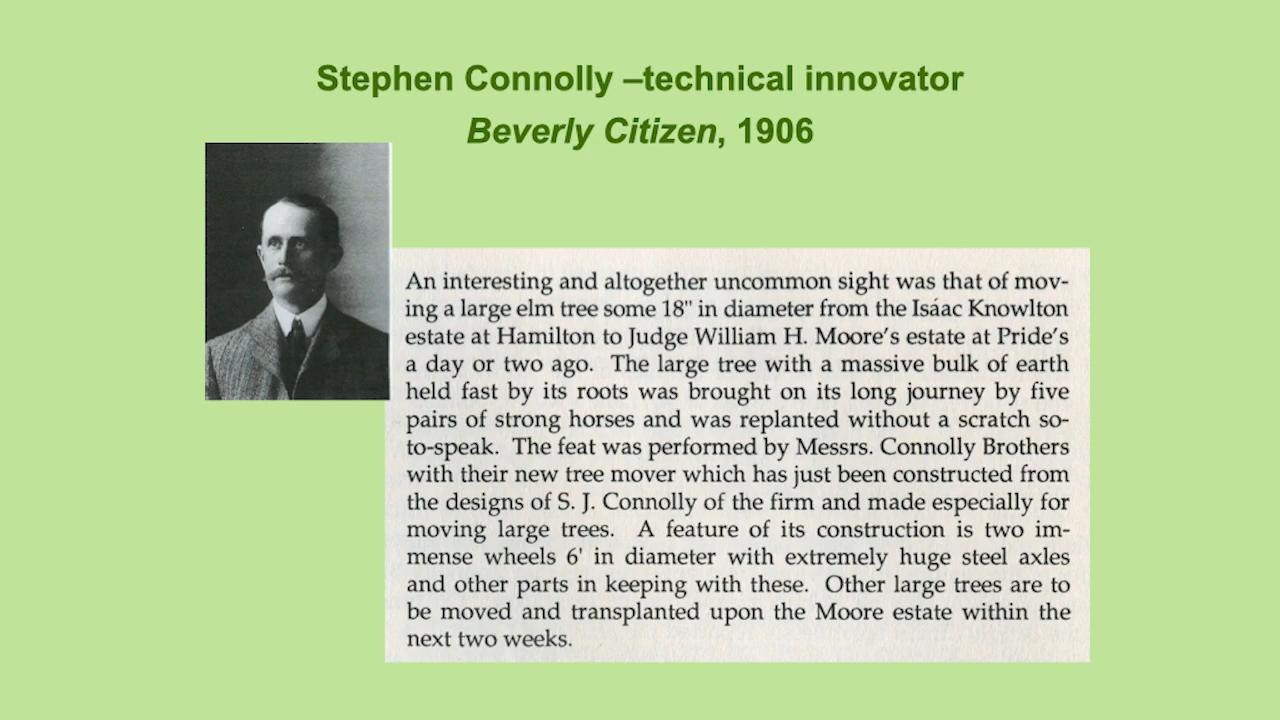 Stephen Connolly –technical innovator
Beverly Citizen, 1906
An interesting and altogether uncommon sight was that of mov-
ing a large elm tree some 18" in diameter from the Isáac Knowlton
estate at Hamilton to Judge William H. Moore's estate at Pride's
a day or two ago. The large tree with a massive bulk of earth
held fast by its roots was brought on its long journey by five
pairs of strong horses and was replanted without a scratch so-
to-speak. The feat was performed by Messrs. Connolly Brothers
with their new tree mover which has just been constructed from
the designs of S. J. Connolly of the firm and made especially for
moving large trees. A feature of its construction is two im-
mense wheels 6' in diameter with extremely huge steel axles
and other parts in keeping with these. Other large trees are to
be moved and transplanted upon the Moore estate within the
next two weeks.